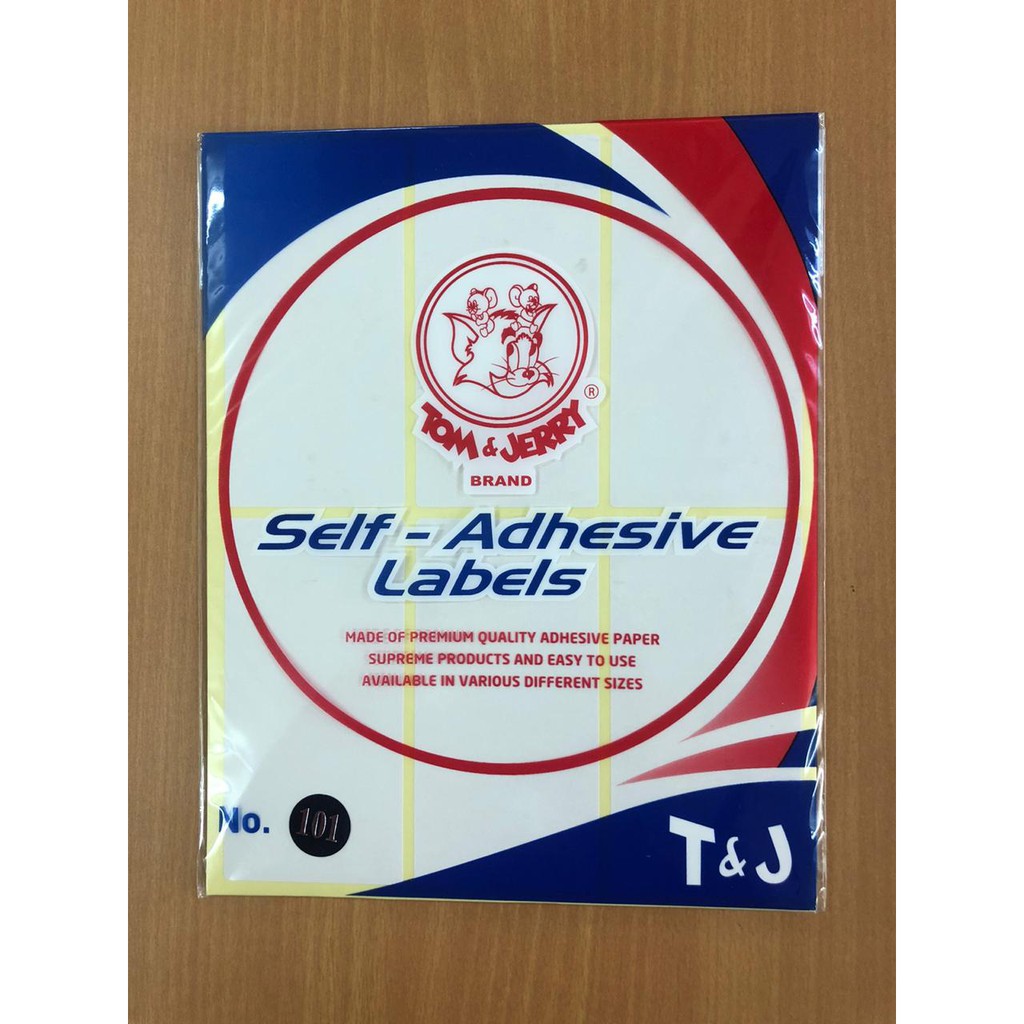 TOM & JERRY ®
BRAND
Self - Adhesive
Labels
MADE OF PREMIUM QUALITY ADHESIVE PAPER
SUPREME PRODUCTS AND EASY TO USE
AVAILABLE IN VARIOUS DIFFERENT SIZES
No. 101
T & J